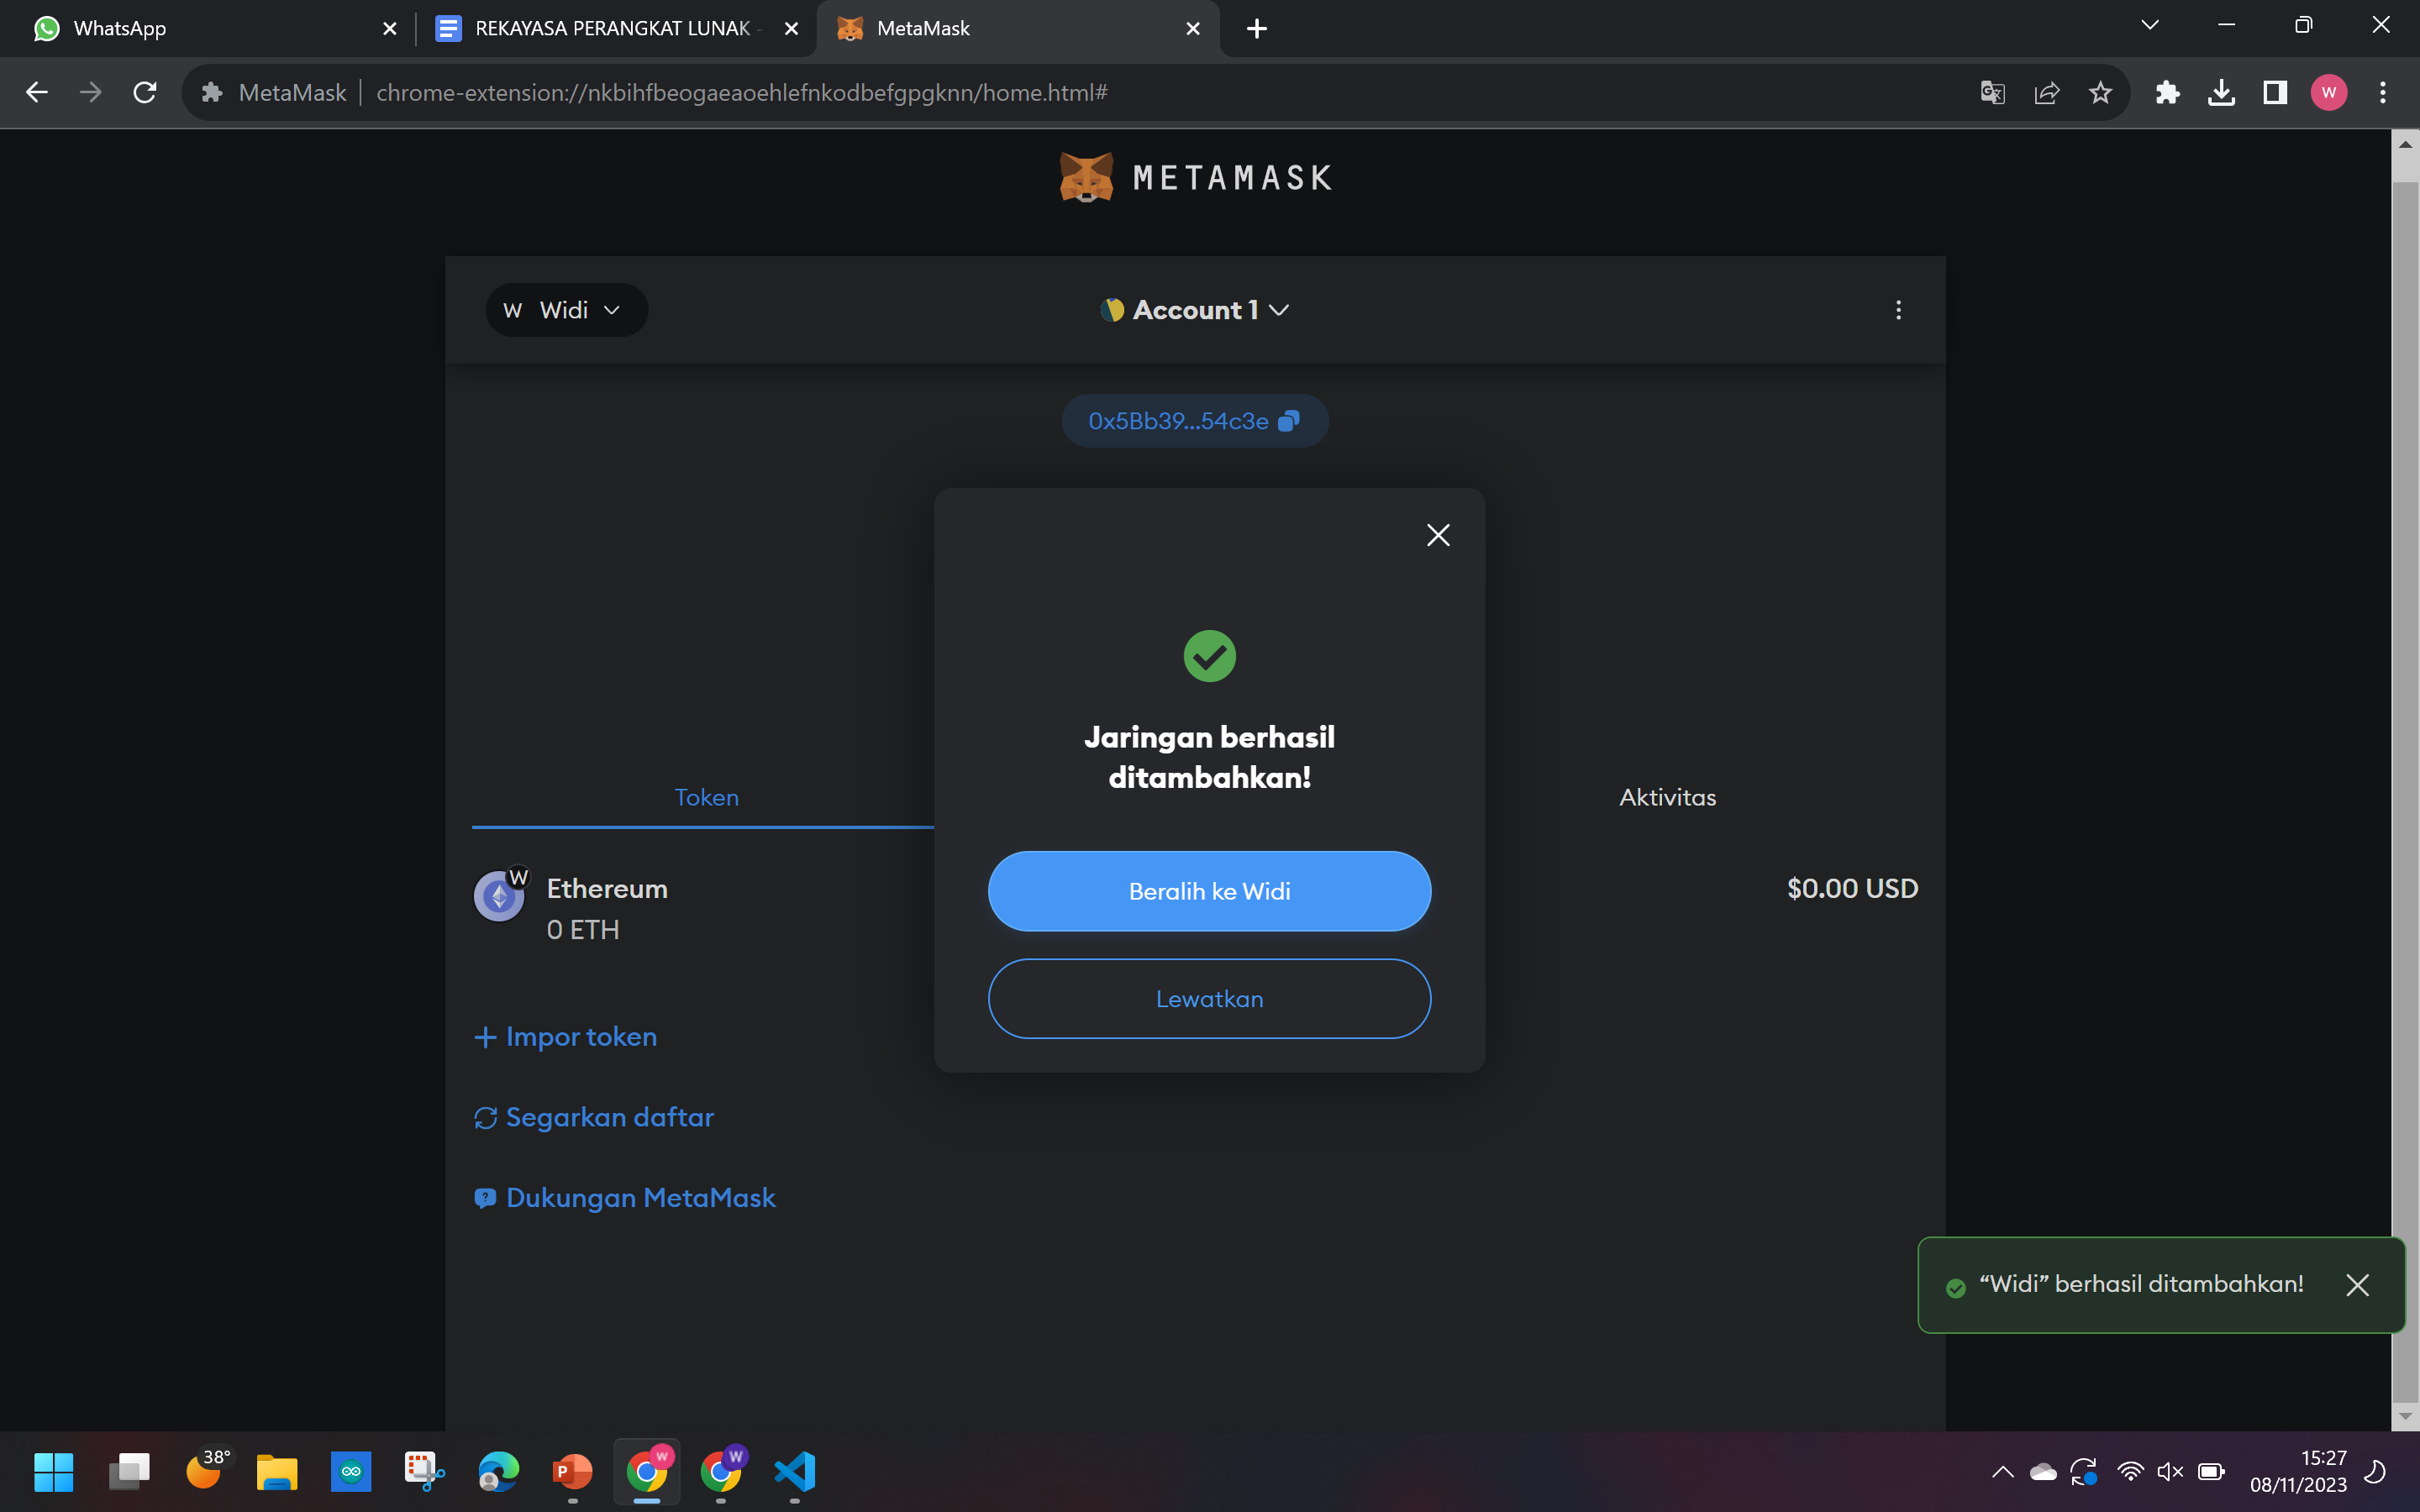 WhatsApp
REKAYASA PERANGKAT LUNAK -
MetaMask
MetaMask
chrome-extension://nkbihfbeogaeaoehlefnkodbefgpgknn/home.html#
W
METAMASK
W Widi
Account 1
0x5Bb39...54c3e
Jaringan berhasil
ditambahkan!
Token
Aktivitas
W
Ethereum
0 ETH
$0.00 USD
Beralih ke Widi
Lewatkan
Impor token
Segarkan daftar
Dukungan MetaMask
“Widi” berhasil ditambahkan!
38°
P
W
W
15:27
08/11/2023